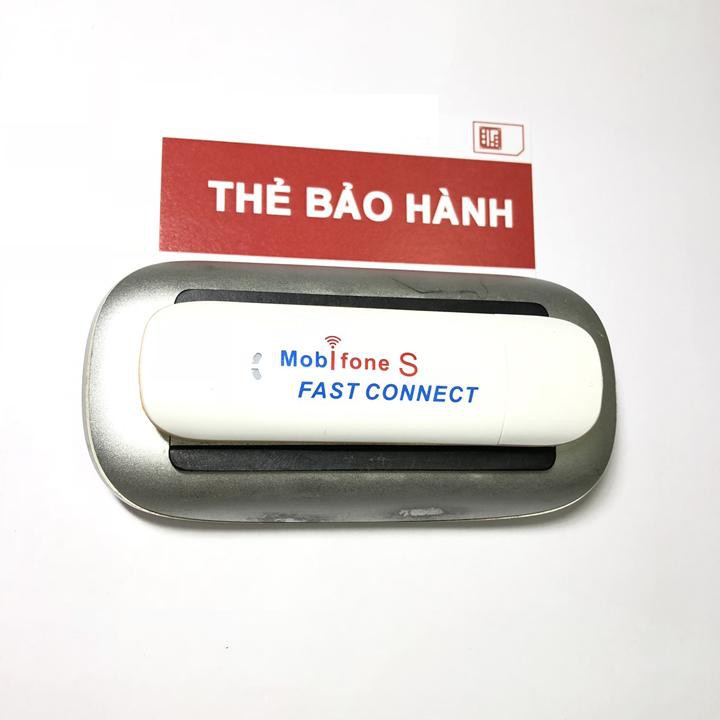 THẺ BẢO HÀNH
Mobifone S
FAST CONNECT